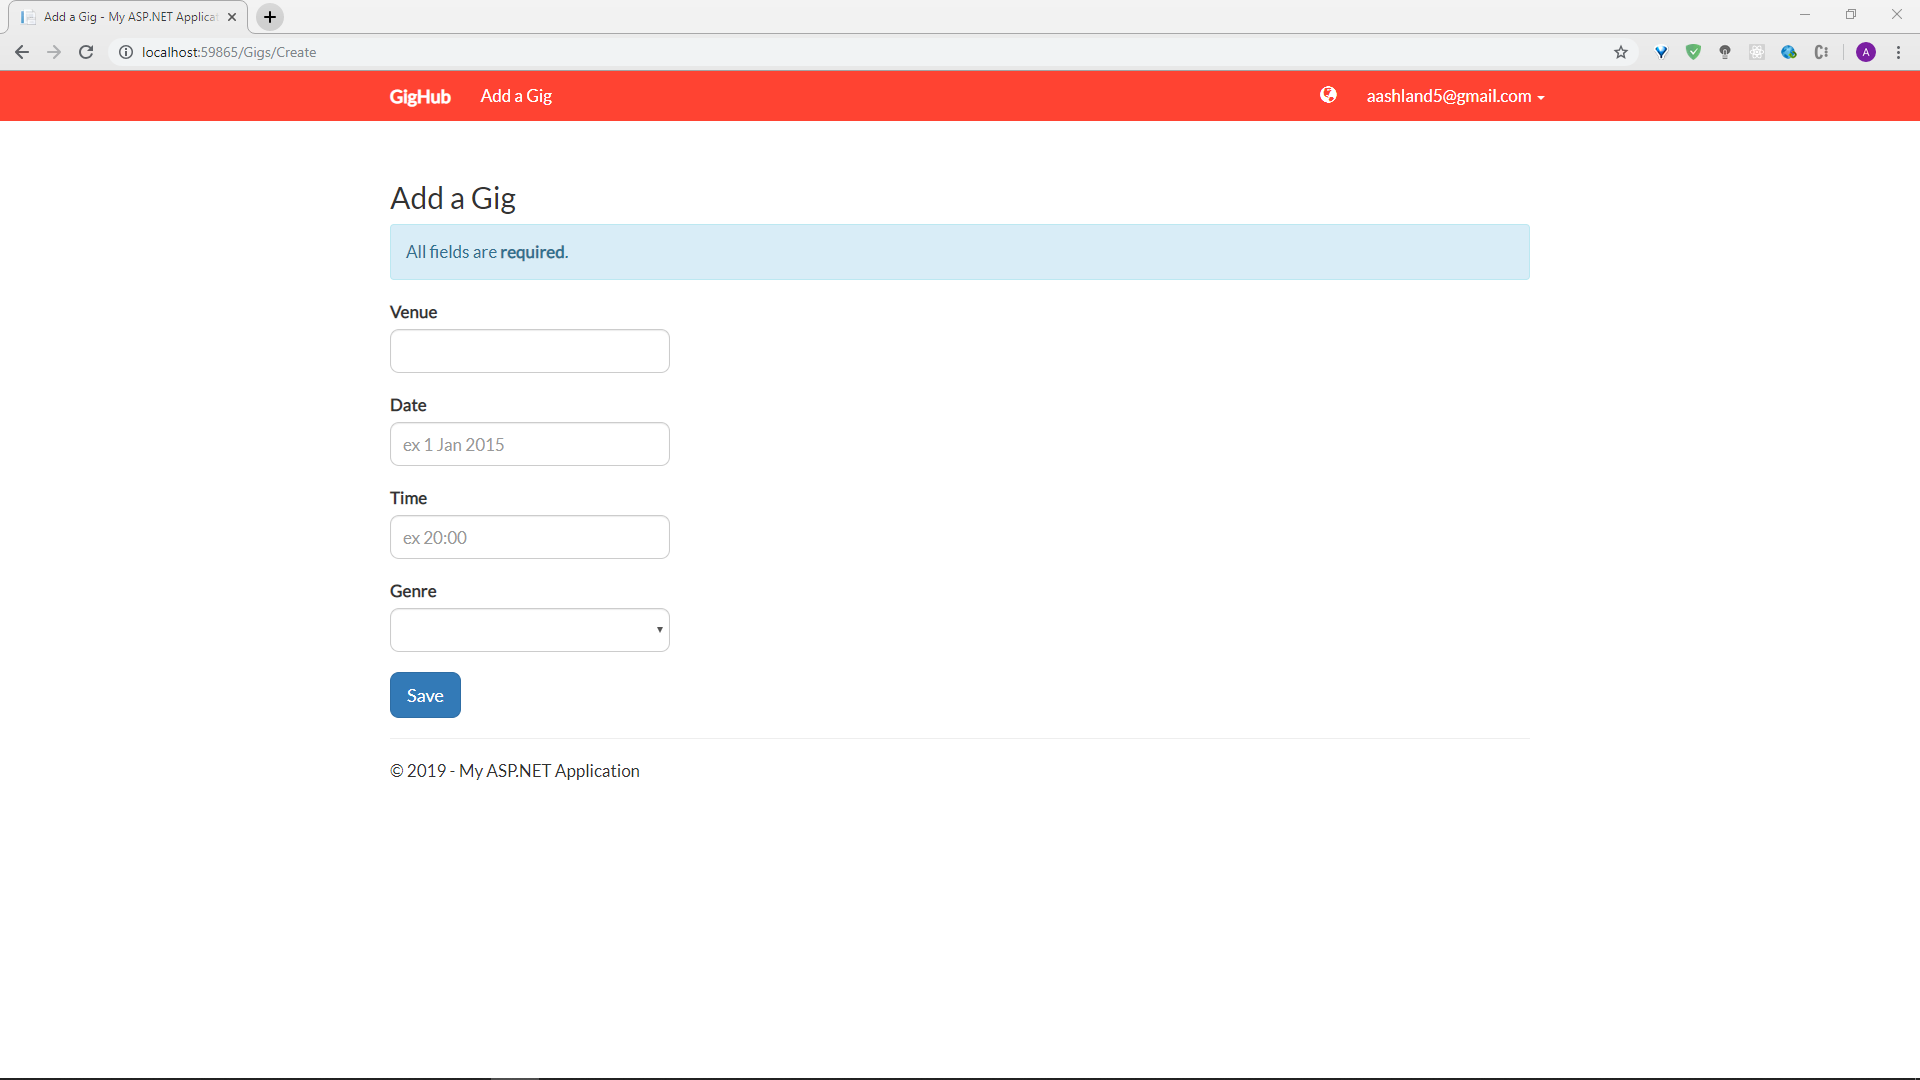 Add a Gig - My ASP.NET Applica
localhost:59865/Gigs/Create
A
GigHub
Add a Gig
aashland5@gmail.com
Add a Gig
All fields are required.
Venue
Date
ex 1 Jan 2015
Time
ex 20:00
Genre
Save
© 2019 - My ASP.NET Application